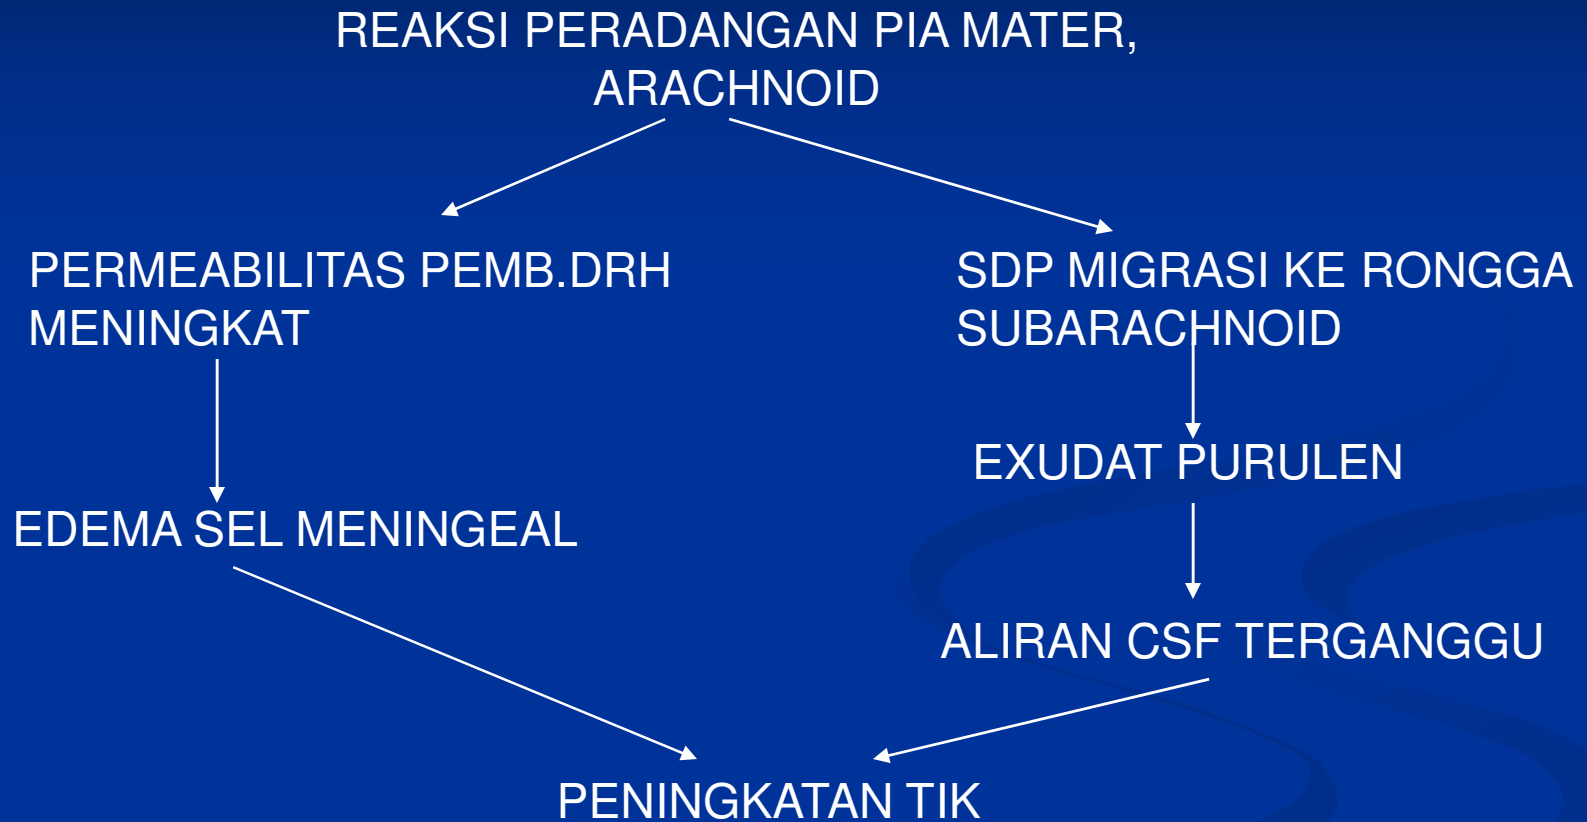 REAKSI PERADANGAN PIA MATER,
ARACHNOID
PERMEABILITAS PEMB.DRH
MENINGKAT
SDP MIGRASI KE RONGGA
SUBARACHNOID
EXUDAT PURULEN
EDEMA SEL MENINGEAL
ALIRAN CSF TERGANGGU
PENINGKATAN TIK